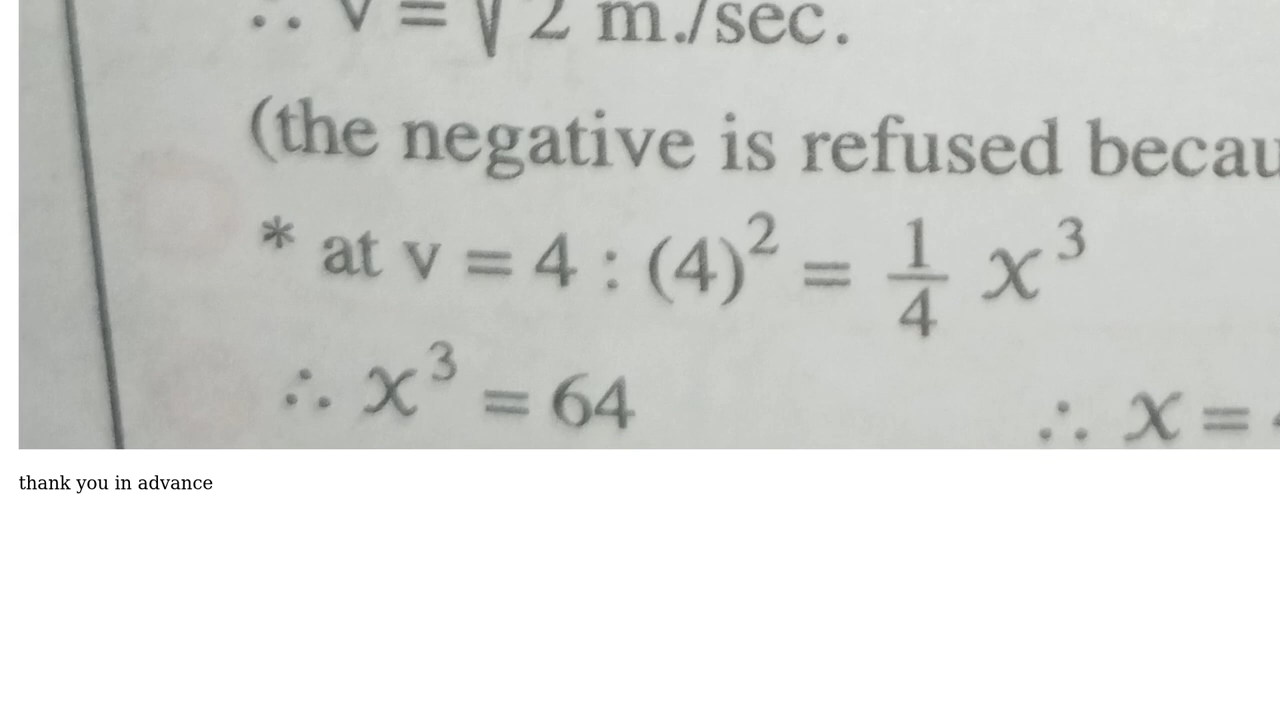 ∴ v = √2 m./sec.
(the negative is refused
* at v = 4 : (4)² = 1/4 x³
∴ x³ = 64 ∴ x =
thank you in advance